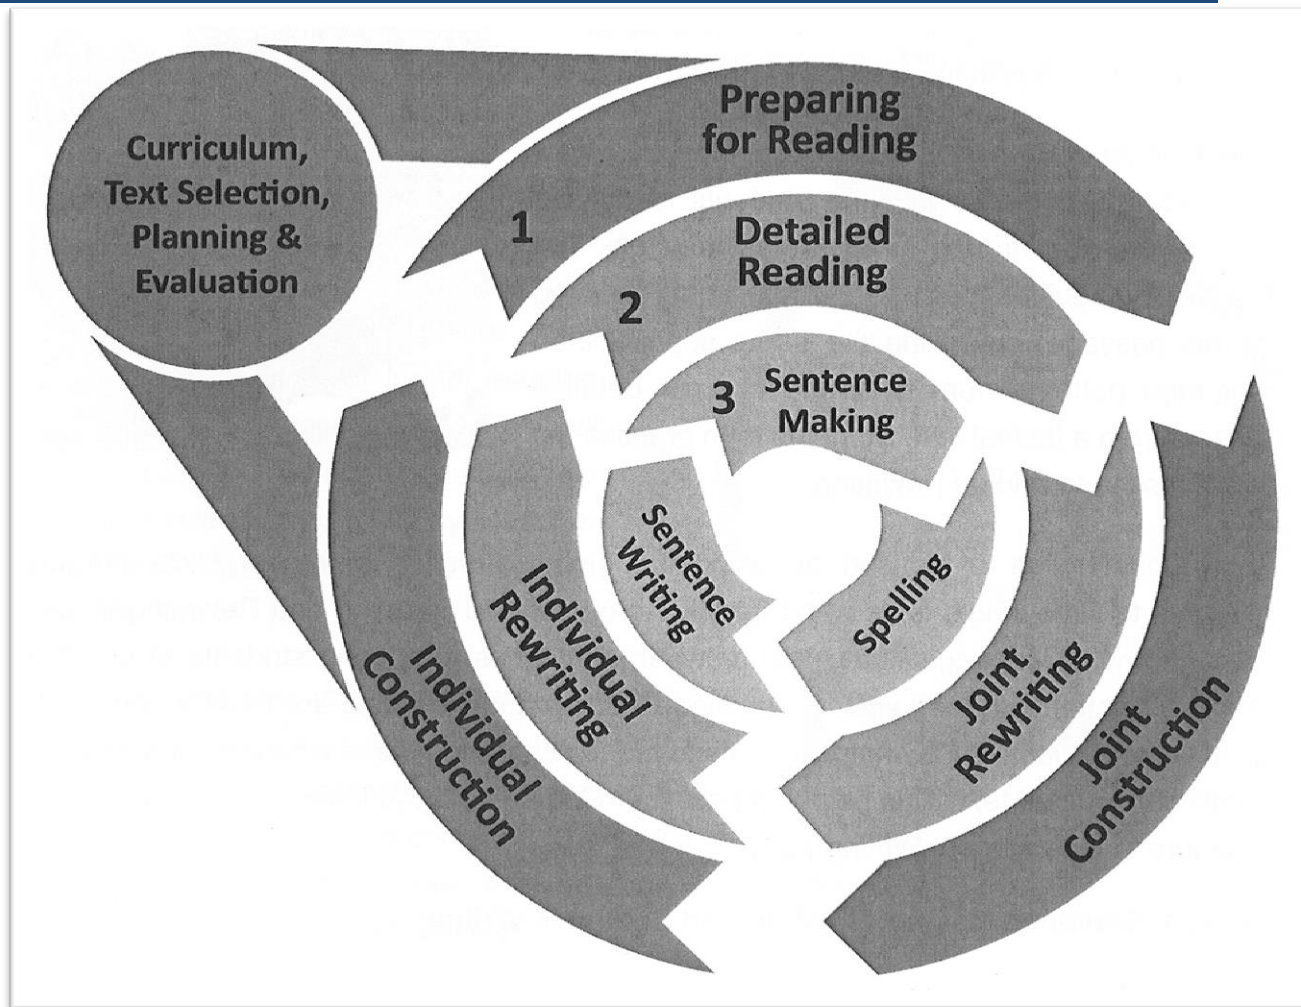 Curriculum,
Text Selection,
Planning &
Evaluation
Preparing
for Reading
1
Detailed
Reading
2
Sentence
Making
3
Spelling
Sentence
Writing
Joint
Rewriting
Individual
Rewriting
Joint
Construction
Individual
Construction